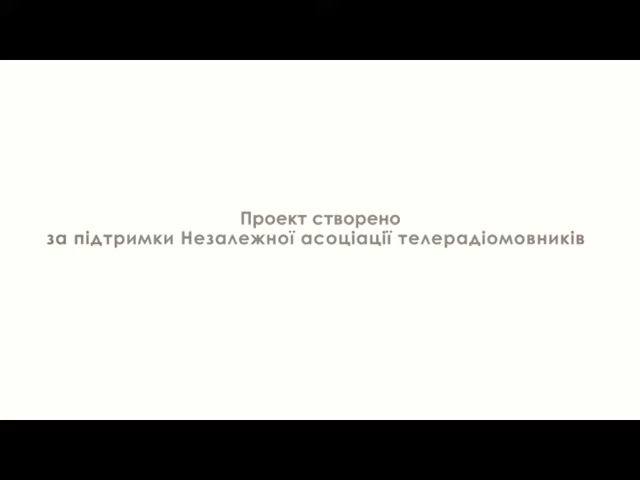 Проект створено
за підтримки Незалежної асоціації телерадіомовників